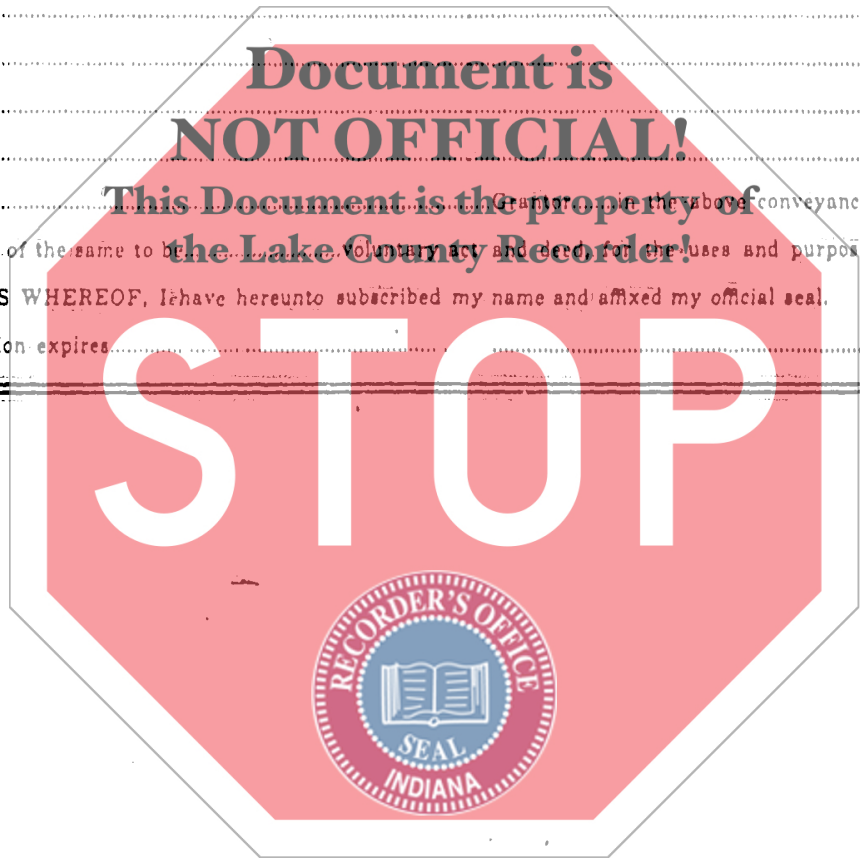 Document is
NOT OFFICIAL!
This Document is the property of
the Lake County Recorder!
Grantor in the above conveyanc
of the same to be voluntary act and deed, for the uses and purpos
S WHEREOF, I have hereunto subscribed my name and affixed my official seal.
on expires
STOP
RECORDER'S OFFICE
SEAL
INDIANA